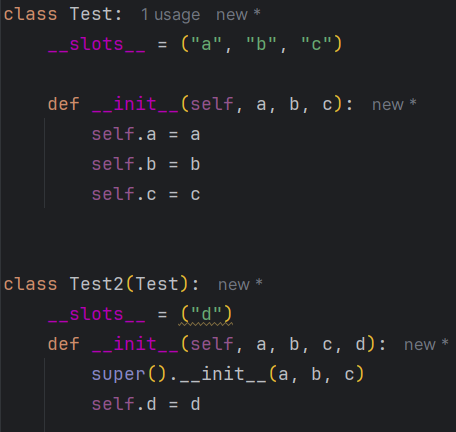 class Test: 1 usage new *
    __slots__ = ("a", "b", "c")
    def __init__(self, a, b, c): new *
        self.a = a
        self.b = b
        self.c = c
class Test2(Test): new *
    __slots__ = ("d")
    def __init__(self, a, b, c, d): new *
        super().__init__(a, b, c)
        self.d = d